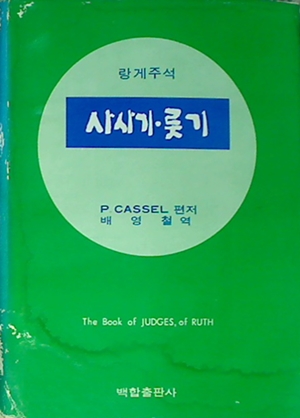 랑게주석
사사기·룻기
P CASSEL 편저
배 영 철 역
The Book of JUDGES, of RUTH
백합출판사